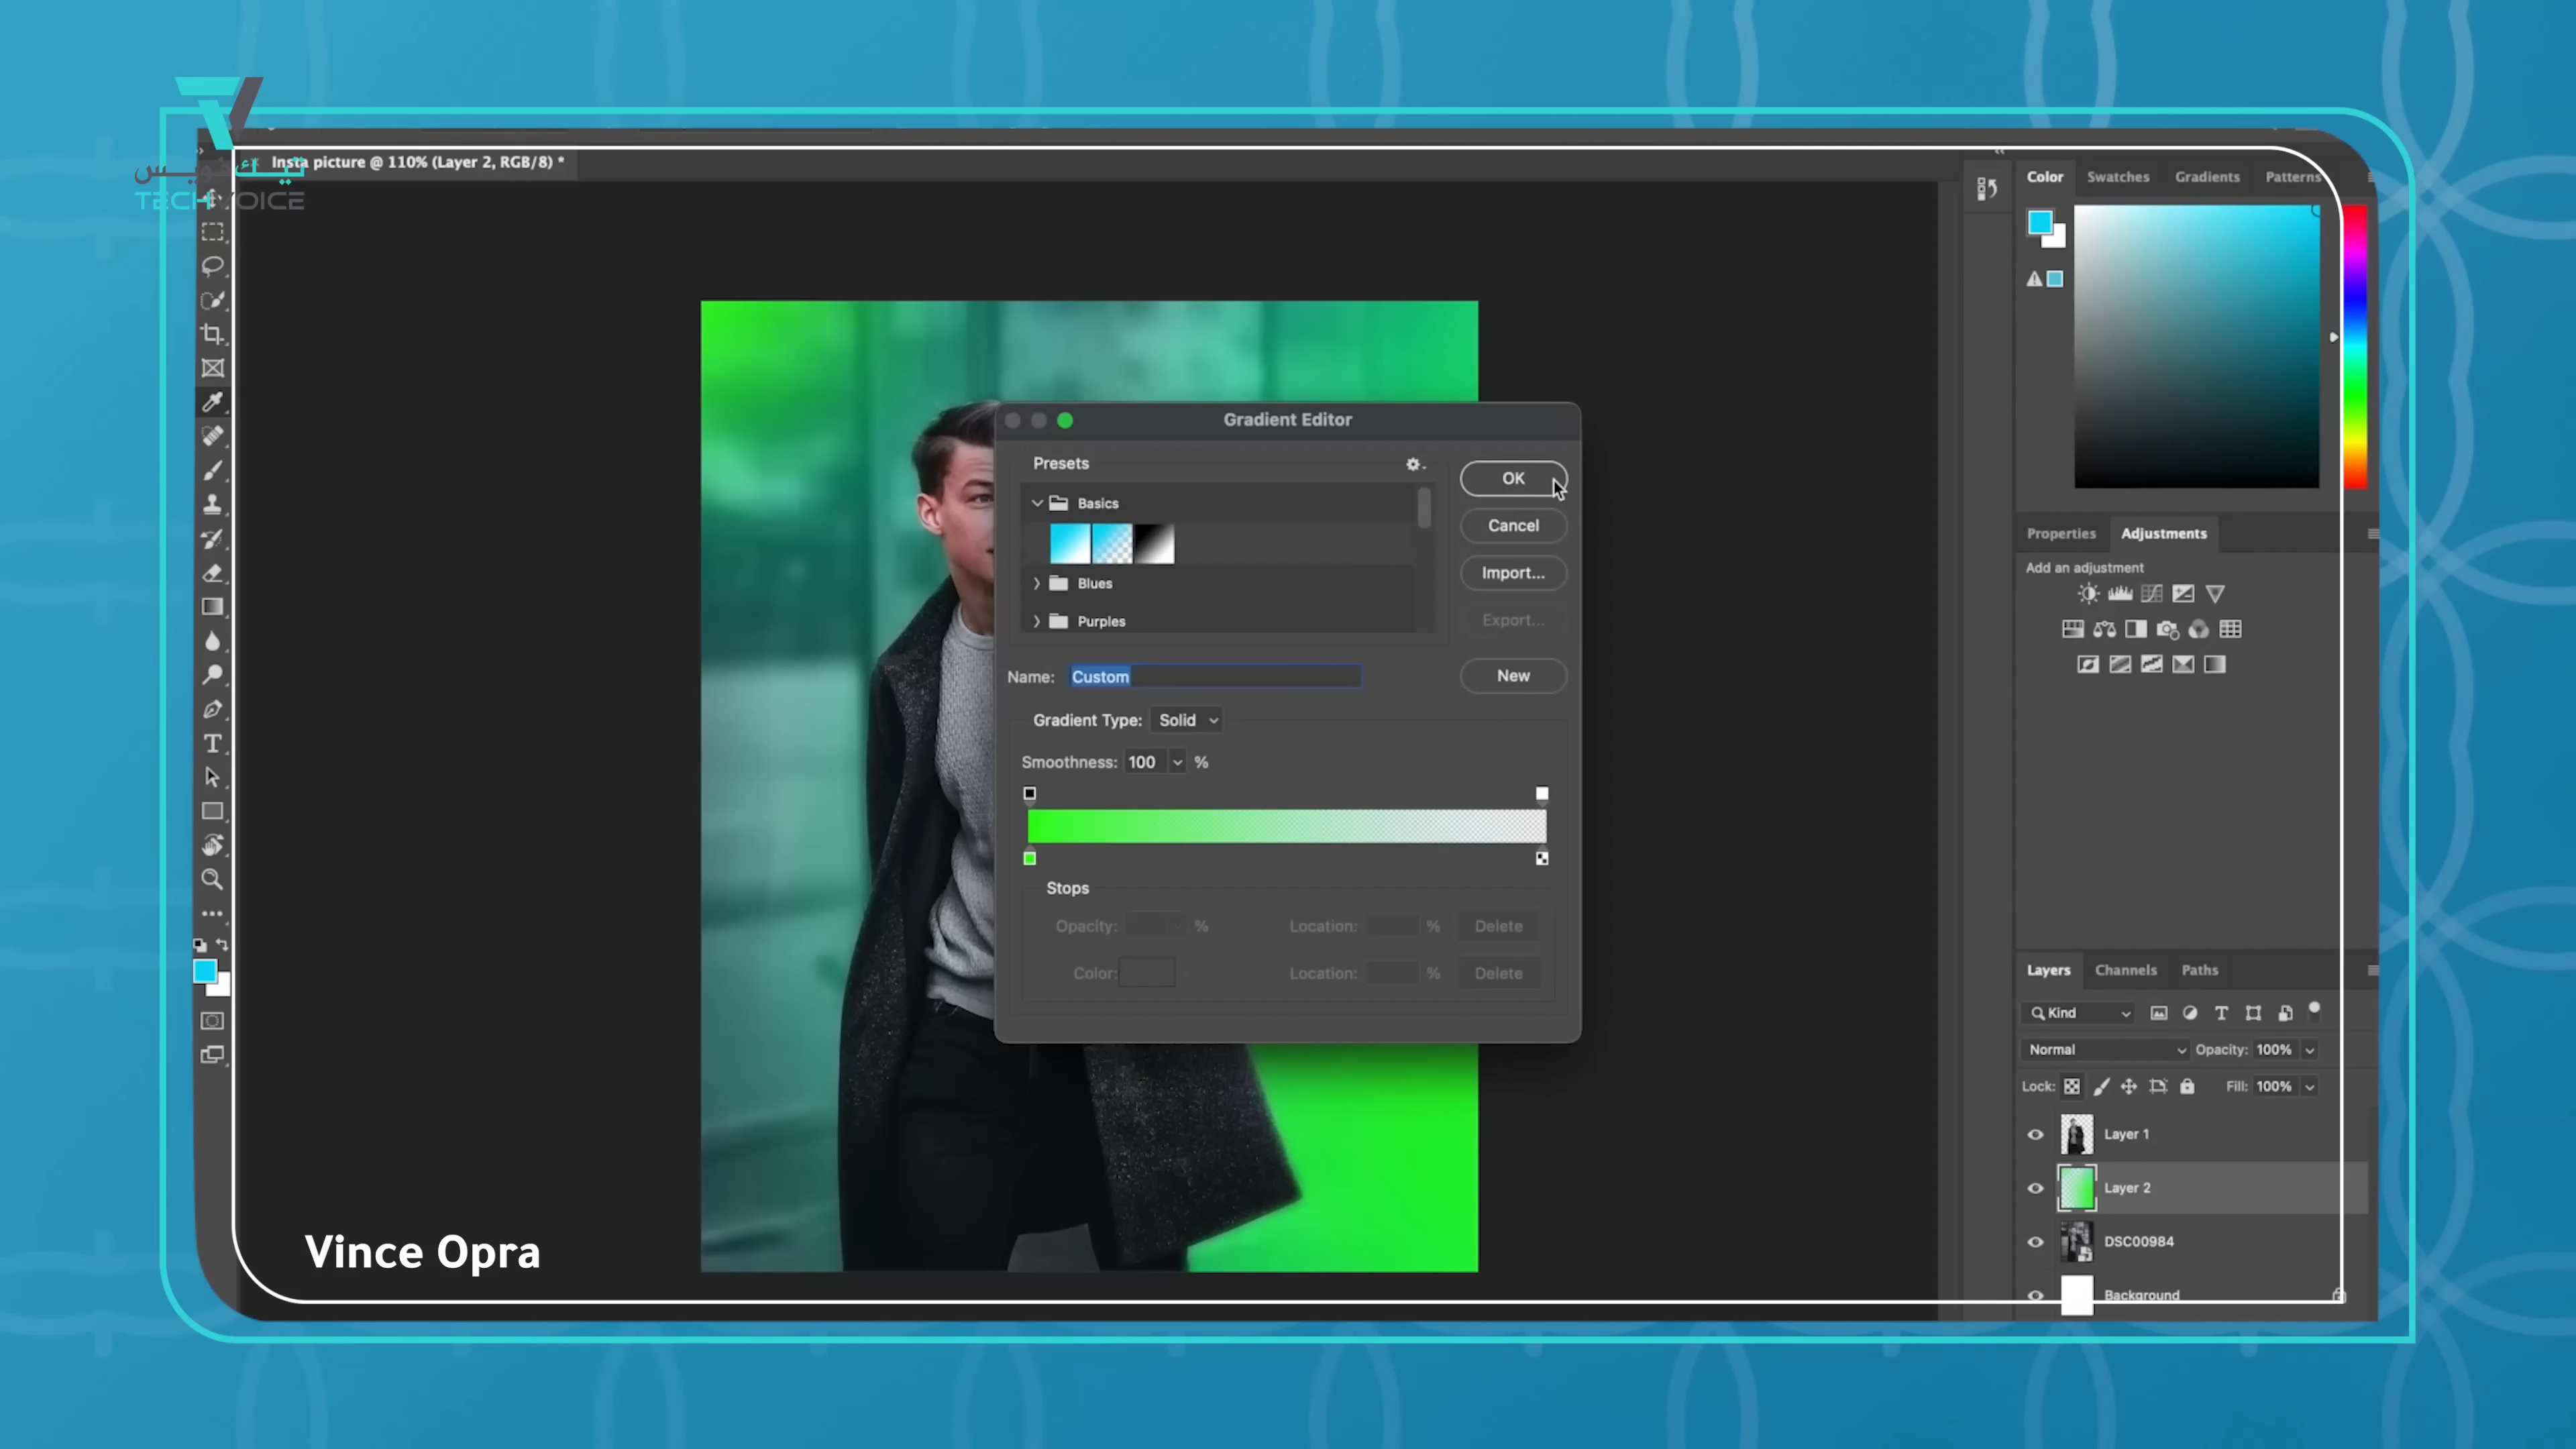 تيك فويس
TECH VOICE
Insta picture @ 110% (Layer 2, RGB/8) *
Color Swatches Gradients Patterns
Gradient Editor
Presets
Basics
Blues
Purples
OK
Cancel
Import...
Export...
Name: Custom
New
Gradient Type: Solid
Smoothness: 100 %
Stops
Opacity: % Location: % Delete
Color: Location: % Delete
Properties Adjustments
Add an adjustment
Layers Channels Paths
Kind
Normal Opacity: 100%
Lock: Fill: 100%
Layer 1
Layer 2
DSC00984
Background
Vince Opra